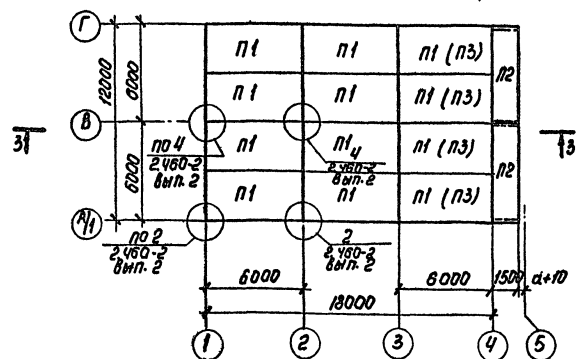 Г
П1 П1 П1 (П3)
П2
П1 П1 П1 (П3)
12000
6000
В
3 3
по 4
2.460-2
вып. 2
4
2.460-2
вып. 2
П1 П1 П1 (П3)
П2
6000
П1 П1 П1 (П3)
А/1
по 2
2.460-2
вып. 2
2
2.460-2
вып. 2
6000 6000 1500 d+10
18000
1 2 3 4 5